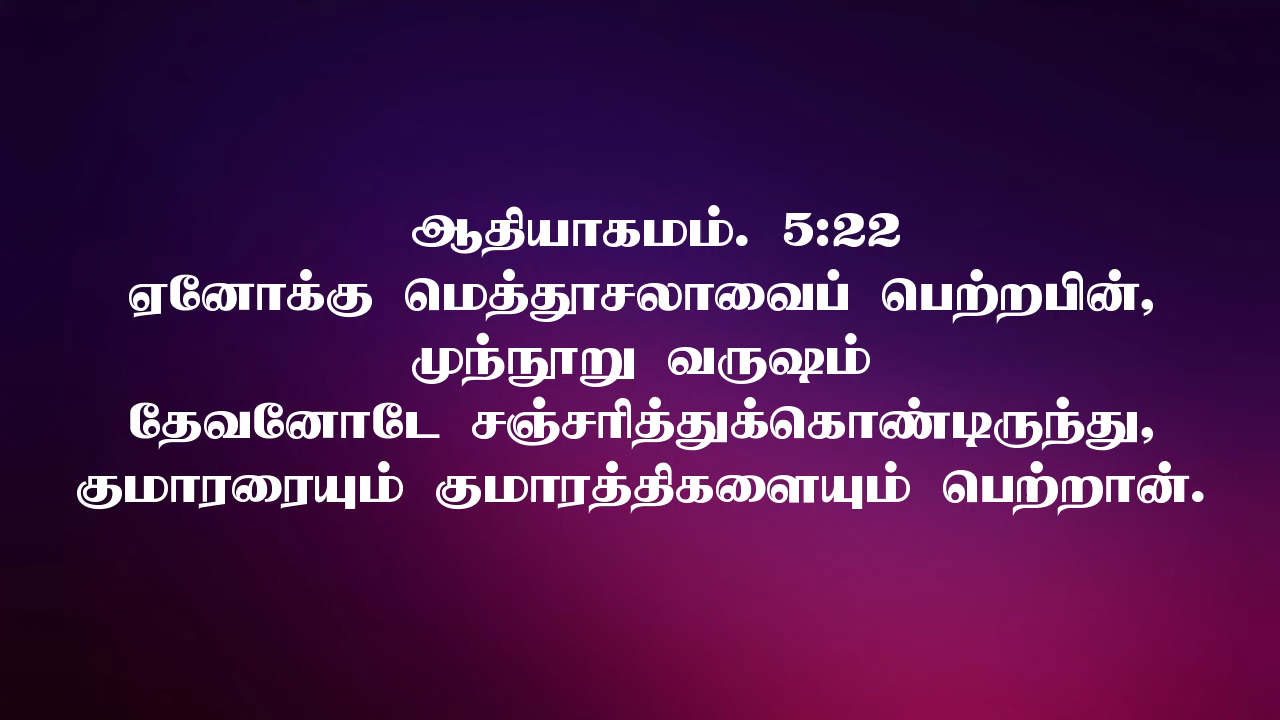 ஆதியாகமம். 5:22
ஏனோக்கு மெத்தூசலாவைப் பெற்றபின்,
முந்நூறு வருஷம்
தேவனோடே சஞ்சரித்துக்கொண்டிருந்து,
குமாரரையும் குமாரத்திகளையும் பெற்றான்.